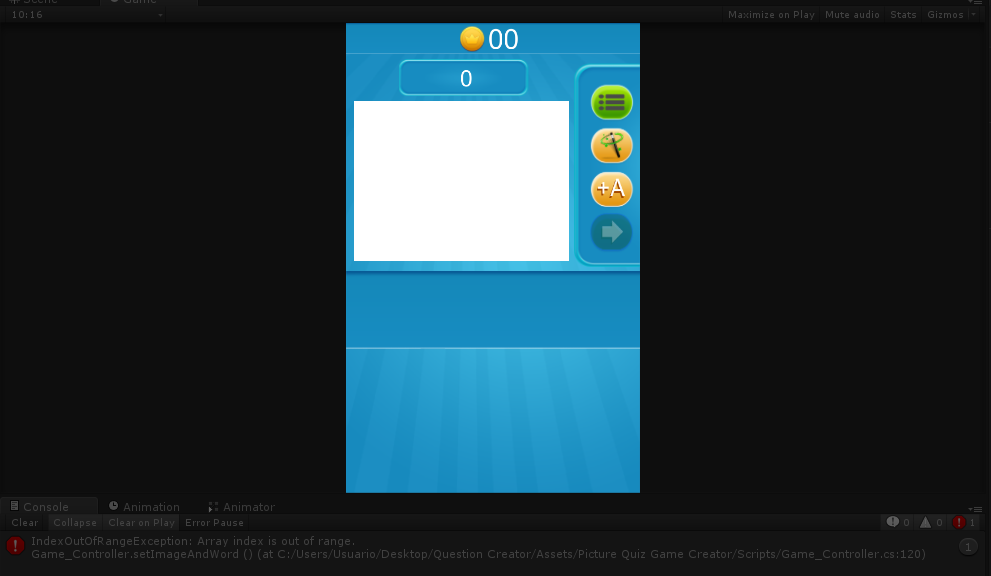 Scene
Game
10:16
Maximize on Play Mute audio Stats Gizmos
00
0
+A
Console Animation Animator
Clear Collapse Clear on Play Error Pause 0 0 1
IndexOutOfRangeException: Array index is out of range.
Game_Controller.setImageAndWord () (at C:/Users/Usuario/Desktop/Question Creator/Assets/Picture Quiz Game Creator/Scripts/Game_Controller.cs:120)
1